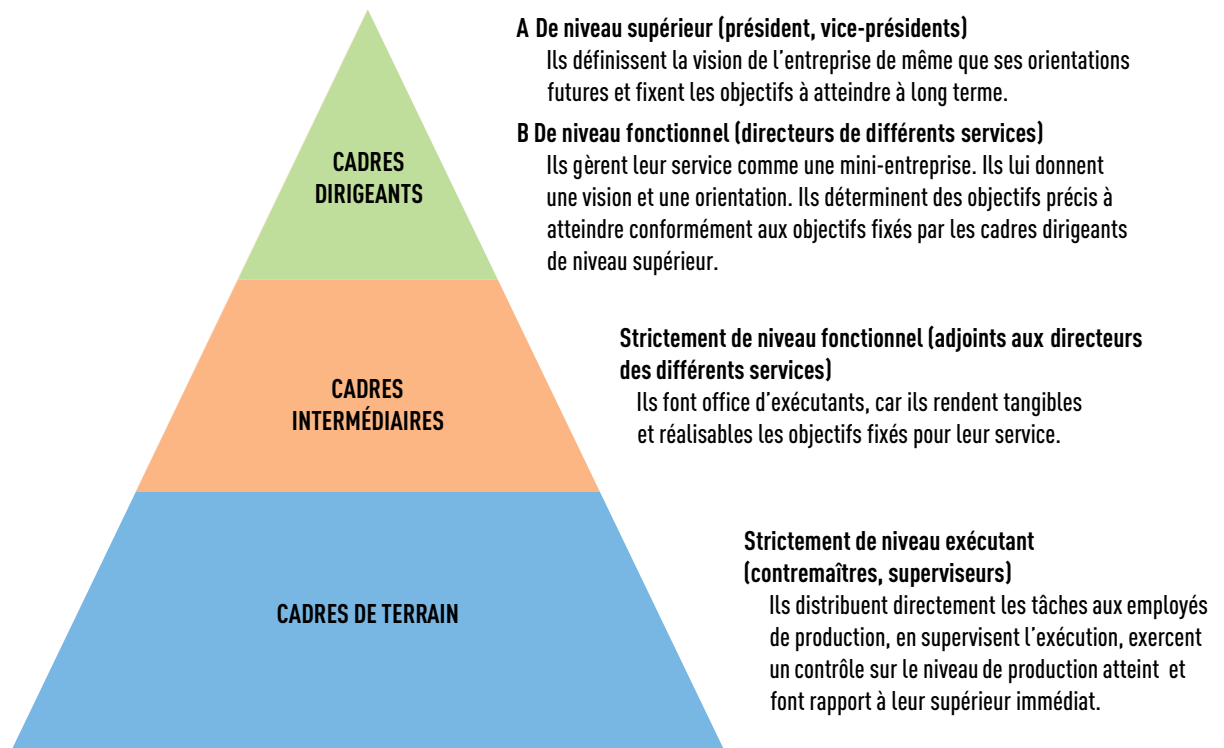 A De niveau supérieur (président, vice-présidents)
Ils définissent la vision de l'entreprise de même que ses orientations
futures et fixent les objectifs à atteindre à long terme.
B De niveau fonctionnel (directeurs de différents services)
Ils gèrent leur service comme une mini-entreprise. Ils lui donnent
une vision et une orientation. Ils déterminent des objectifs précis à
atteindre conformément aux objectifs fixés par les cadres dirigeants
de niveau supérieur.
CADRES
DIRIGEANTS
Strictement de niveau fonctionnel (adjoints aux directeurs
des différents services)
Ils font office d'exécutants, car ils rendent tangibles
et réalisables les objectifs fixés pour leur service.
CADRES
INTERMÉDIAIRES
Strictement de niveau exécutant
(contremaîtres, superviseurs)
Ils distribuent directement les tâches aux employés
de production, en supervisent l'exécution, exercent
un contrôle sur le niveau de production atteint et
font rapport à leur supérieur immédiat.
CADRES DE TERRAIN